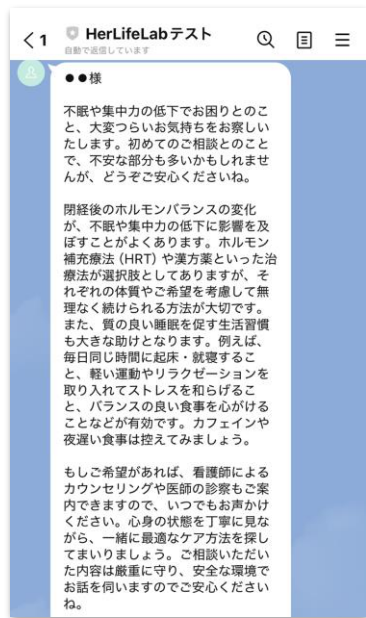 1 HerLifeLabテスト
自動で返信しています
●●様
不眠や集中力の低下でお困りとのこ
と、大変つらいお気持ちをお察しい
たします。初めてのご相談とのこと
で、不安な部分も多いかもしれませ
んが、どうぞご安心くださいね。
閉経後のホルモンバランスの変化
が、不眠や集中力の低下に影響を及
ぼすことがよくあります。ホルモン
補充療法（HRT）や漢方薬といった治
療法が選択肢としてありますが、そ
れぞれの体質やご希望を考慮して無
理なく続けられる方法が大切です。
また、質の良い睡眠を促す生活習慣
も大きな助けとなります。例えば、
毎日同じ時間に起床・就寝するこ
と、軽い運動やリラクゼーションを
取り入れてストレスを和らげるこ
と、バランスの良い食事を心がける
ことなどが有効です。カフェインや
夜遅い食事は控えてみましょう。
もしご希望があれば、看護師による
カウンセリングや医師の診察もご案
内できますので、いつでもお声かけ
ください。心身の状態を丁寧に見な
がら、一緒に最適なケア方法を探し
てまいりましょう。ご相談いただい
た内容は厳重に守り、安全な環境で
お話を伺いますのでご安心ください
ね。